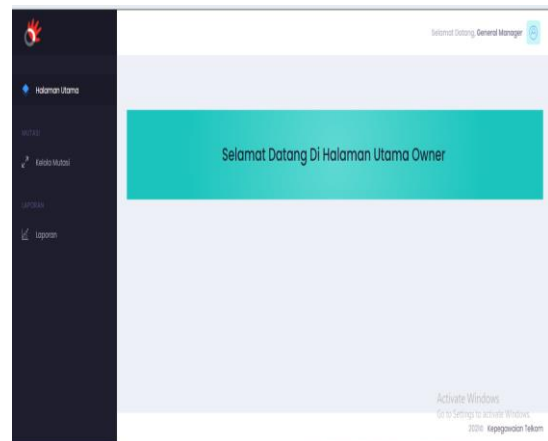 Selamat Datang, General Manager
Halaman Utama
MUTASI
Kelola Mutasi
LAPORAN
Laporan
Selamat Datang Di Halaman Utama Owner
Activate Windows
Go to Settings to activate Windows.
Kepegawaian Telkom